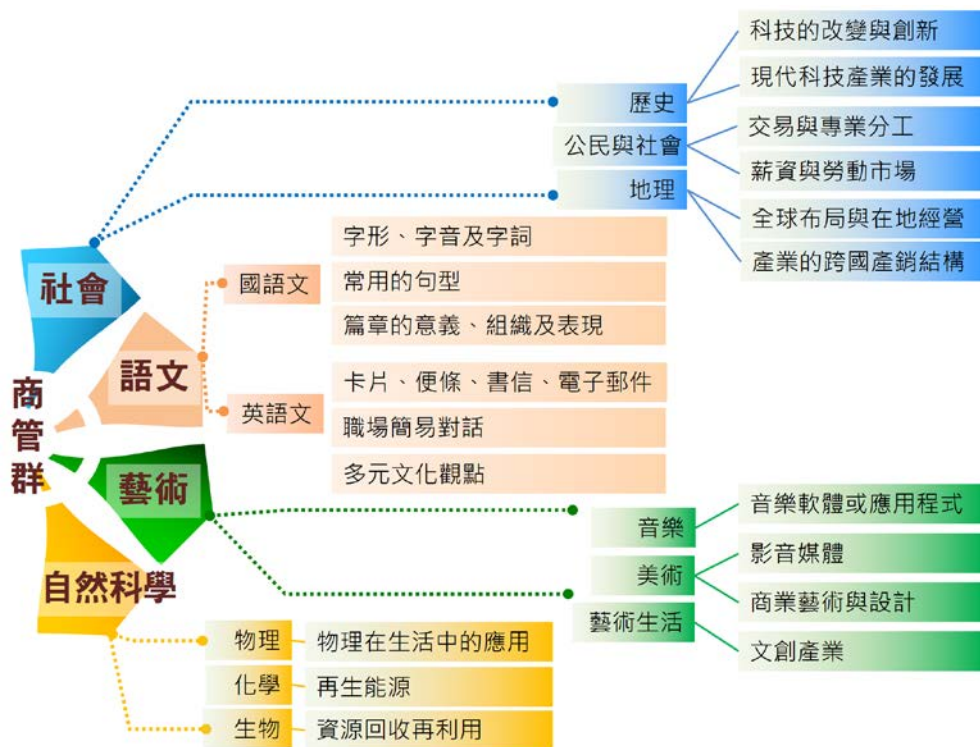 商管群
社會
歷史
科技的改變與創新
現代科技產業的發展
公民與社會
交易與專業分工
薪資與勞動市場
地理
全球布局與在地經營
產業的跨國產銷結構
語文
國語文
字形、字音及字詞
常用的句型
篇章的意義、組織及表現
英語文
卡片、便條、書信、電子郵件
職場簡易對話
多元文化觀點
藝術
音樂
音樂軟體或應用程式
美術
影音媒體
商業藝術與設計
藝術生活
文創產業
自然科學
物理
物理在生活中的應用
化學
再生能源
生物
資源回收再利用